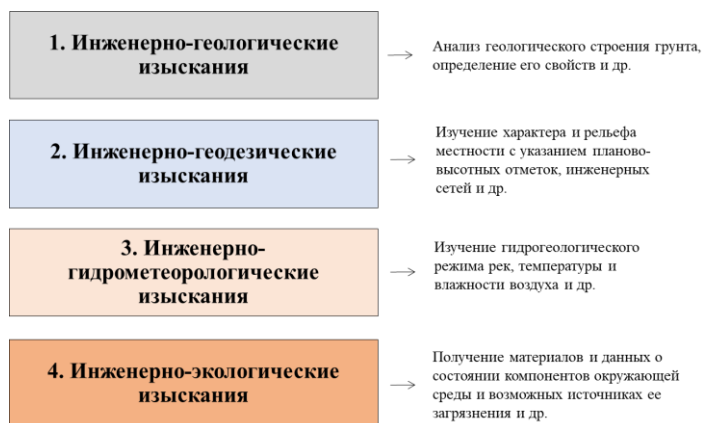 1. Инженерно-геологические
изыскания
Анализ геологического строения грунта,
определение его свойств и др.
2. Инженерно-геодезические
изыскания
Изучение характера и рельефа
местности с указанием планово-
высотных отметок, инженерных
сетей и др.
3. Инженерно-
гидрометеорологические
изыскания
Изучение гидрогеологического
режима рек, температуры и
влажности воздуха и др.
4. Инженерно-экологические
изыскания
Получение материалов и данных о
состоянии компонентов окружающей
среды и возможных источниках ее
загрязнения и др.